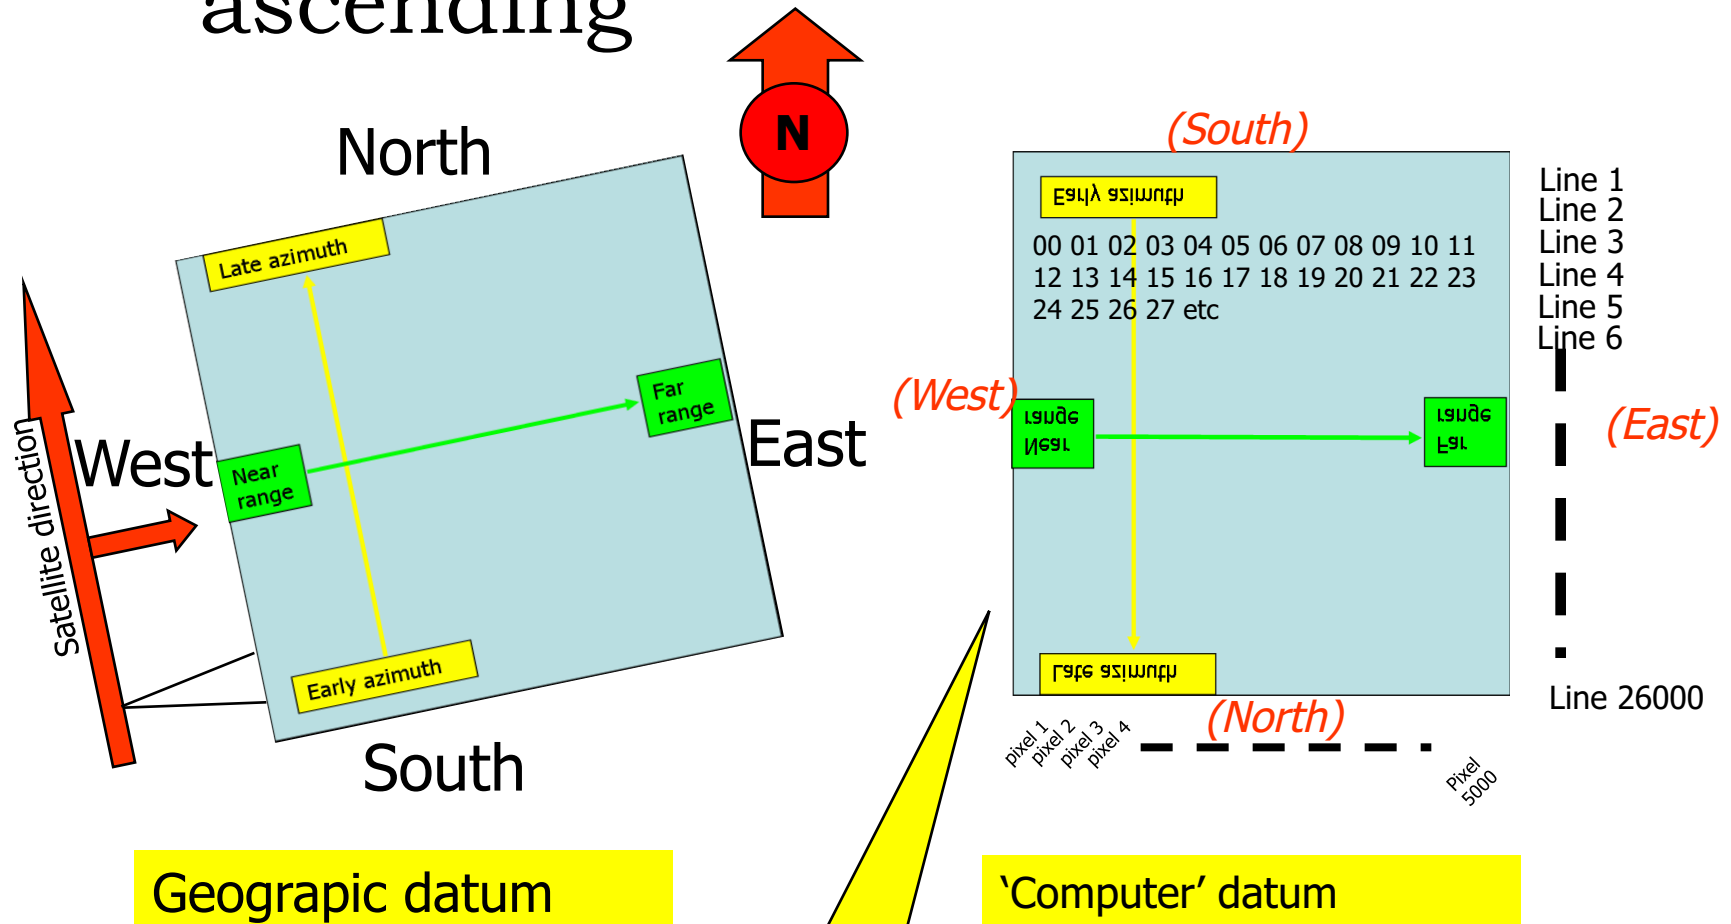 ascending
N
North
Late azimuth
Far
range
East
West
Near
range
Satellite direction
Early azimuth
South
Geograpic datum
(South)
Early azimuth
00 01 02 03 04 05 06 07 08 09 10 11
12 13 14 15 16 17 18 19 20 21 22 23
24 25 26 27 etc
Line 1
Line 2
Line 3
Line 4
Line 5
Line 6
(West)
Near
range
Far
range
(East)
Late azimuth
(North)
Line 26000
pixel 1
pixel 2
pixel 3
pixel 4
Pixel
5000
‘Computer’ datum